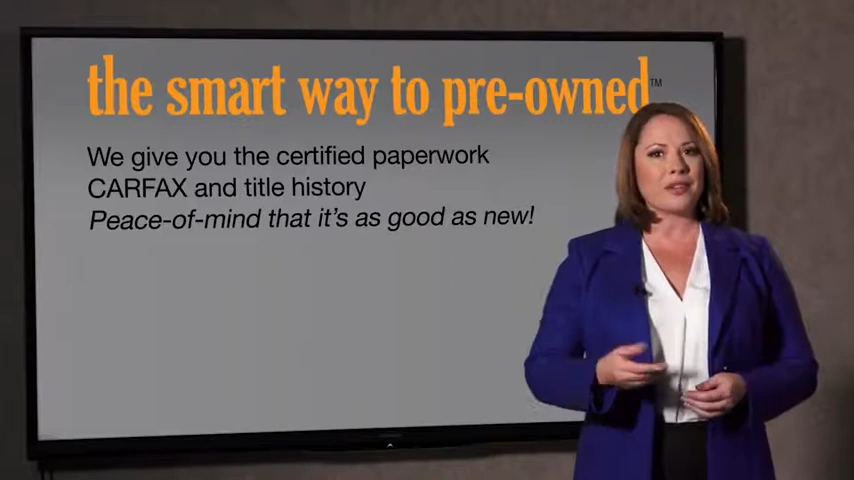 the smart way to pre-owned™
We give you the certified paperwork
CARFAX and title history
Peace-of-mind that it's as good as new!